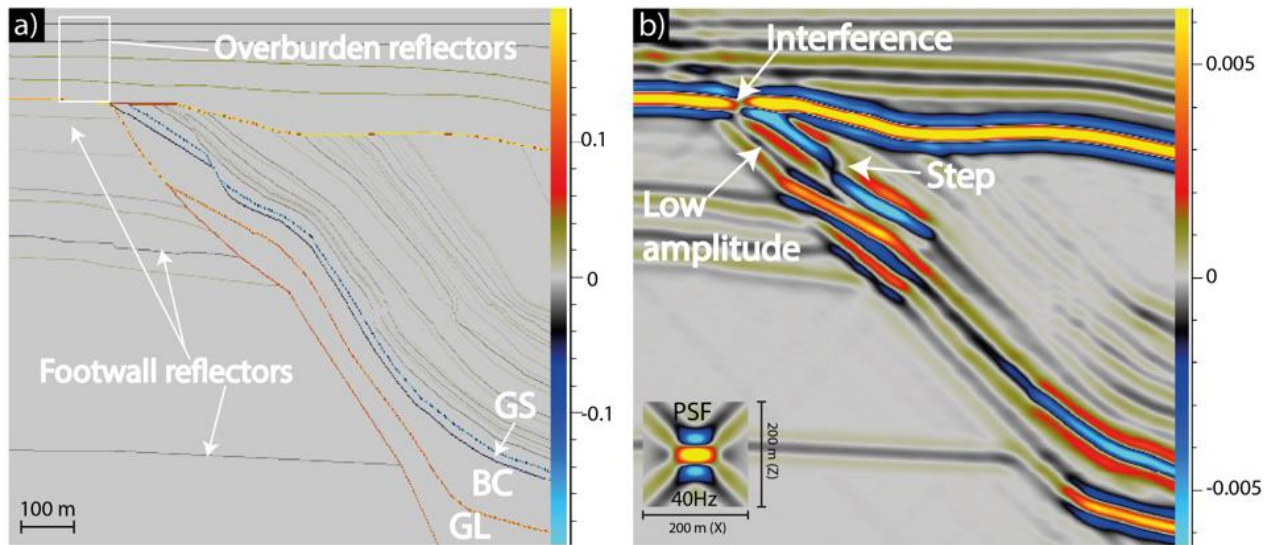 a)
Overburden reflectors
Footwall reflectors
GS
BC
GL
100 m
0.1
0
-0.1
b)
Interference
Step
Low
amplitude
PSF
40Hz
200 m (Z)
200 m (X)
0.005
0
-0.005